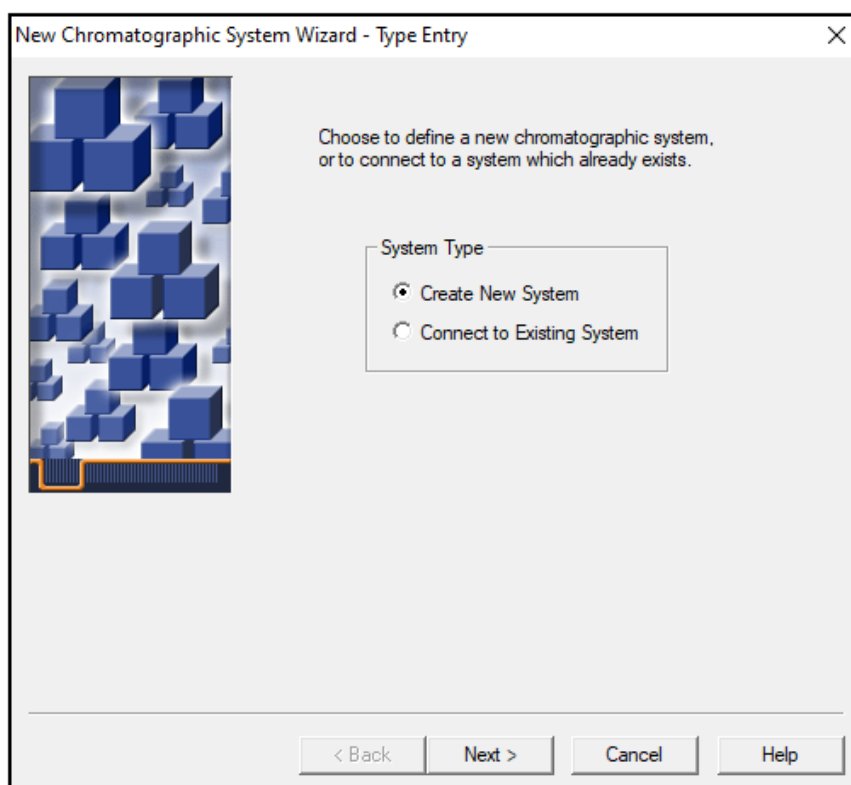 New Chromatographic System Wizard - Type Entry
Choose to define a new chromatographic system,
or to connect to a system which already exists.
System Type
Create New System
Connect to Existing System
< Back
Next >
Cancel
Help